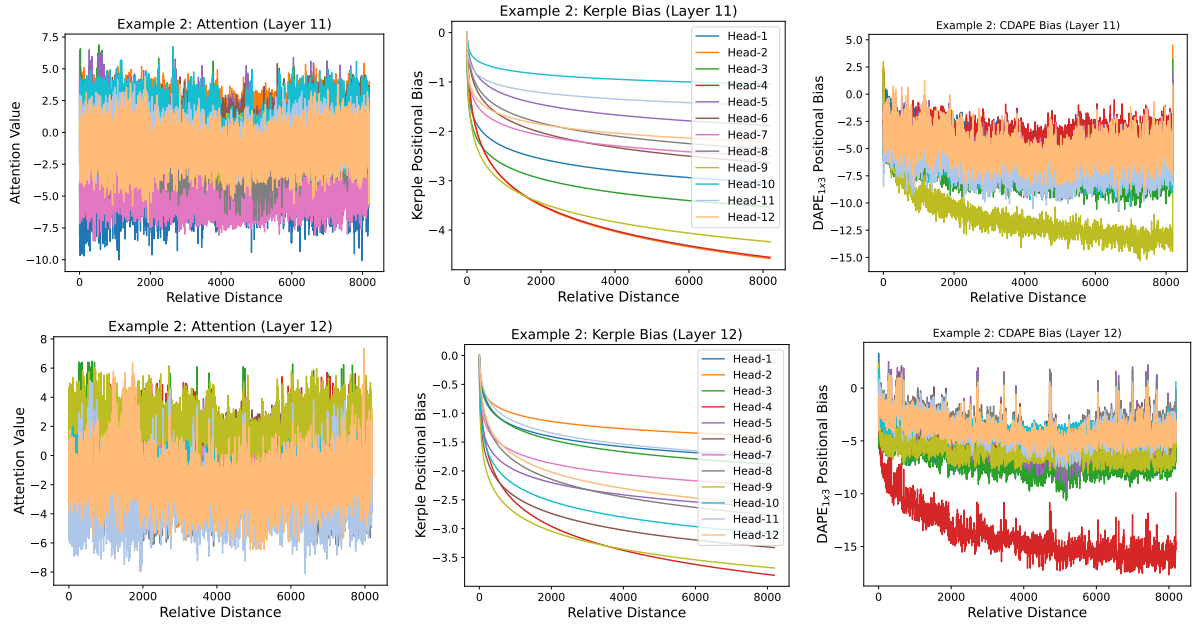 Example 2: Attention (Layer 11)
7.5
5.0
2.5
0.0
−2.5
−5.0
−7.5
−10.0
Attention Value
0 2000 4000 6000 8000
Relative Distance
Example 2: Kerple Bias (Layer 11)
0
−1
−2
−3
−4
Kerple Positional Bias
Head-1
Head-2
Head-3
Head-4
Head-5
Head-6
Head-7
Head-8
Head-9
Head-10
Head-11
Head-12
0 2000 4000 6000 8000
Relative Distance
Example 2: CDAPE Bias (Layer 11)
5.0
2.5
0.0
−2.5
−5.0
−7.5
−10.0
−12.5
−15.0
DAPE1x3 Positional Bias
0 2000 4000 6000 8000
Relative Distance
Example 2: Attention (Layer 12)
8
6
4
2
0
−2
−4
−6
−8
Attention Value
0 2000 4000 6000 8000
Relative Distance
Example 2: Kerple Bias (Layer 12)
0.0
−0.5
−1.0
−1.5
−2.0
−2.5
−3.0
−3.5
Kerple Positional Bias
Head-1
Head-2
Head-3
Head-4
Head-5
Head-6
Head-7
Head-8
Head-9
Head-10
Head-11
Head-12
0 2000 4000 6000 8000
Relative Distance
Example 2: CDAPE Bias (Layer 12)
0
−5
−10
−15
DAPE1x3 Positional Bias
0 2000 4000 6000 8000
Relative Distance